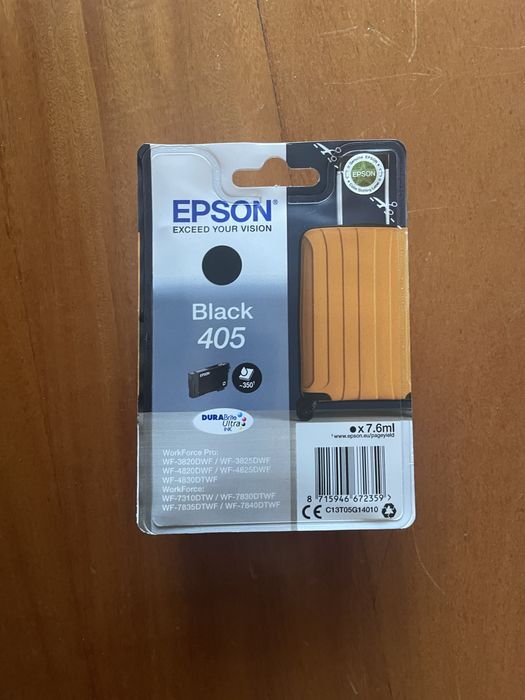 EPSON®
EXCEED YOUR VISION
Black
405
EPSON
~350¹
DURABrite
Ultra
INK
WorkForce Pro:
WF-3820DWF / WF-3825DWF
WF-4820DWF / WF-4825DWF
WF-4830DTWF
WorkForce:
WF-7310DTW / WF-7830DTWF
WF-7835DTWF / WF-7840DTWF
x 7.6ml
¹ www.epson.eu/pageyield
8 715946 672359 >
CE C13T05G14010